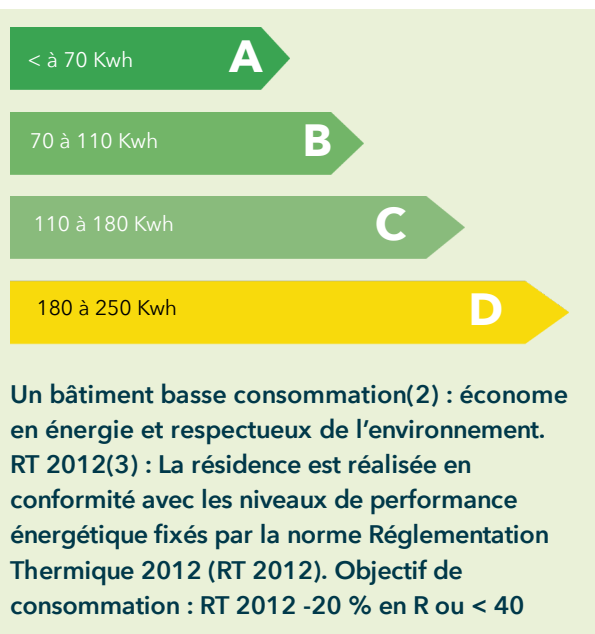 < à 70 Kwh A
70 à 110 Kwh B
110 à 180 Kwh C
180 à 250 Kwh D
Un bâtiment basse consommation(2) : économe
en énergie et respectueux de l’environnement.
RT 2012(3) : La résidence est réalisée en
conformité avec les niveaux de performance
énergétique fixés par la norme Réglementation
Thermique 2012 (RT 2012). Objectif de
consommation : RT 2012 -20 % en R ou < 40